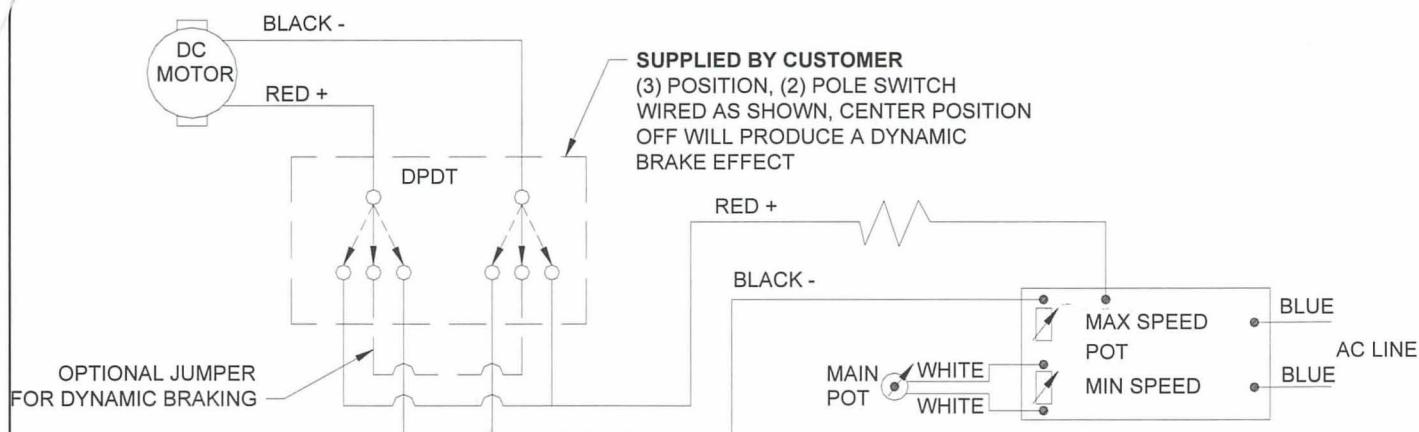 BLACK -
DC
MOTOR
RED +
SUPPLIED BY CUSTOMER
(3) POSITION, (2) POLE SWITCH
WIRED AS SHOWN, CENTER POSITION
OFF WILL PRODUCE A DYNAMIC
BRAKE EFFECT
DPDT
RED +
BLACK -
OPTIONAL JUMPER
FOR DYNAMIC BRAKING
MAIN
POT
WHITE
WHITE
MAX SPEED
POT
MIN SPEED
BLUE
AC LINE
BLUE